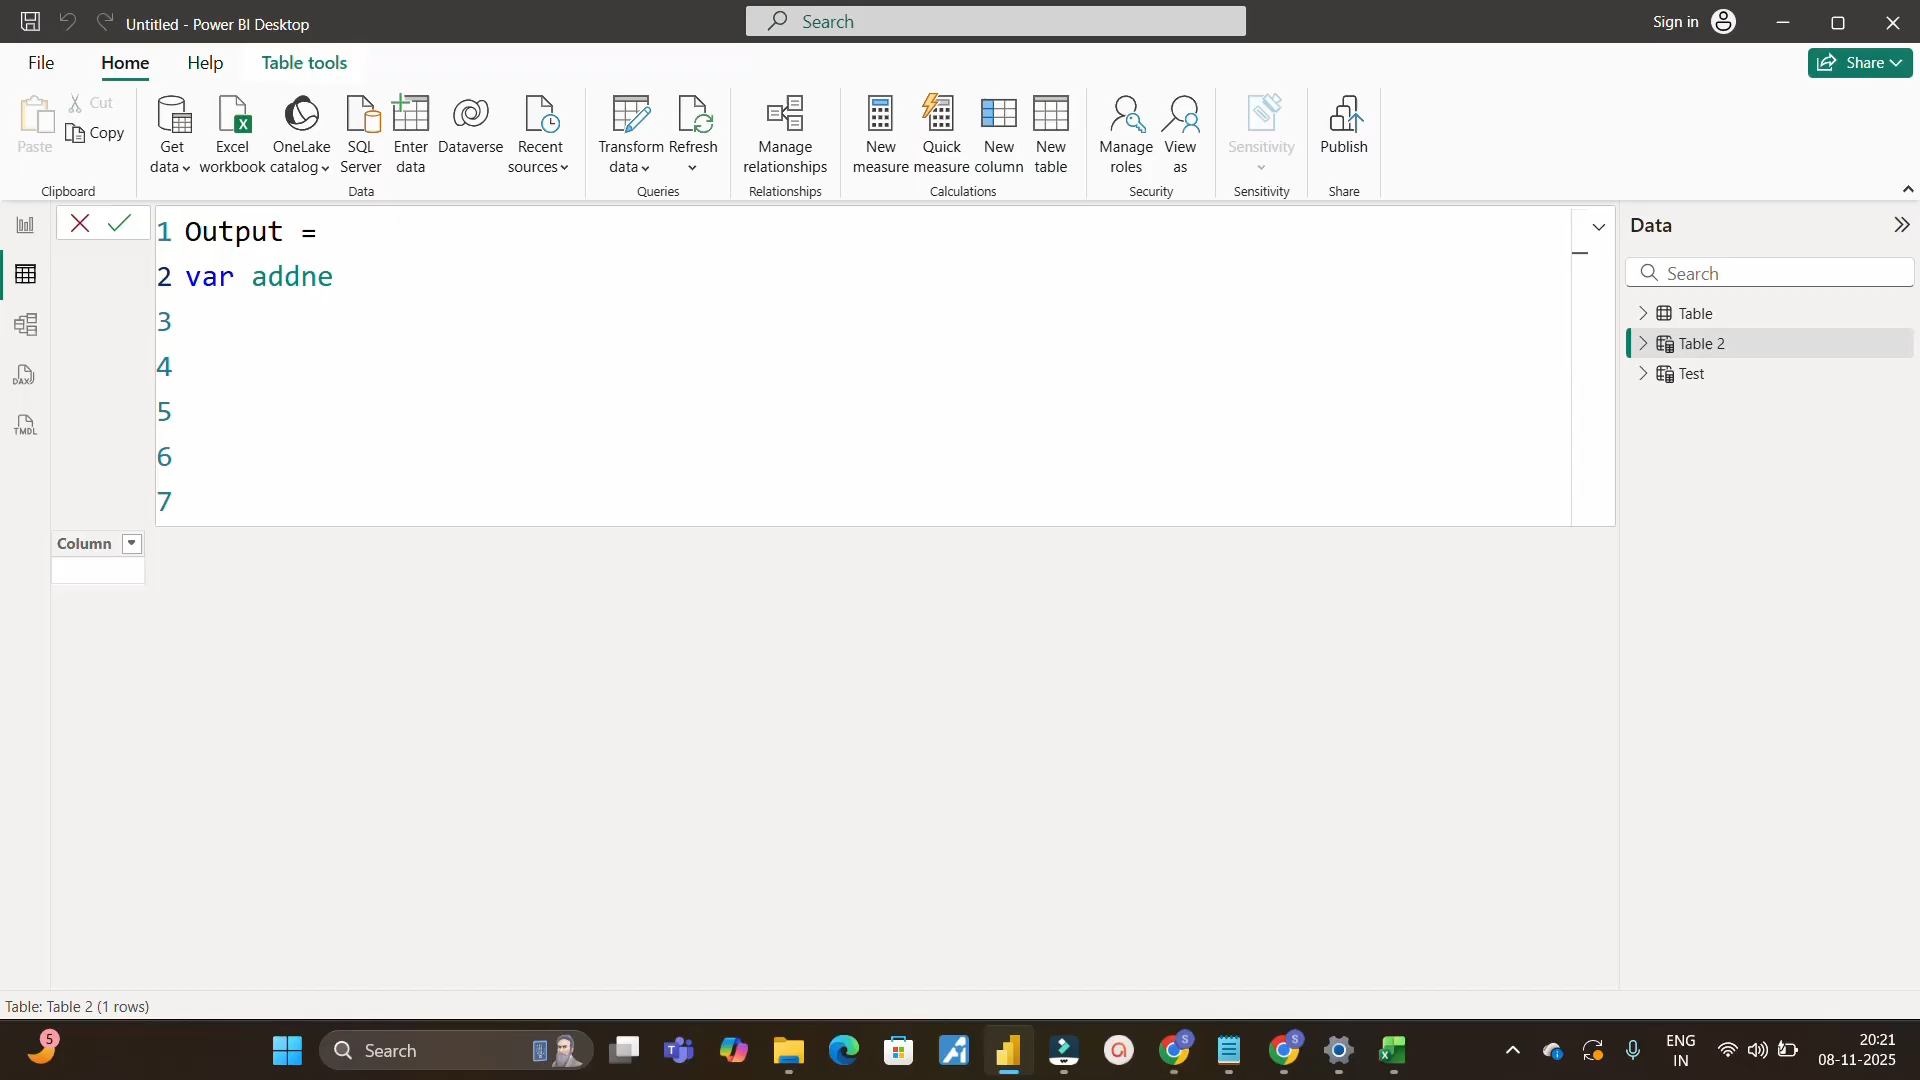 Untitled - Power BI Desktop
Search
Sign in
File
Home
Help
Table tools
Share
Paste
Cut
Copy
Clipboard
Get data
Excel workbook
OneLake catalog
SQL Server
Enter data
Dataverse
Recent sources
Data
Transform data
Refresh
Queries
Manage relationships
Relationships
New measure
Quick measure
New column
New table
Calculations
Manage roles
View as
Security
Sensitivity
Sensitivity
Publish
Share
1 Output =
2 var addne
3
4
5
6
7
DAX
TMDL
Column
Data
Search
Table
Table 2
Test
Table: Table 2 (1 rows)
5
Search
ENG
IN
20:21
08-11-2025